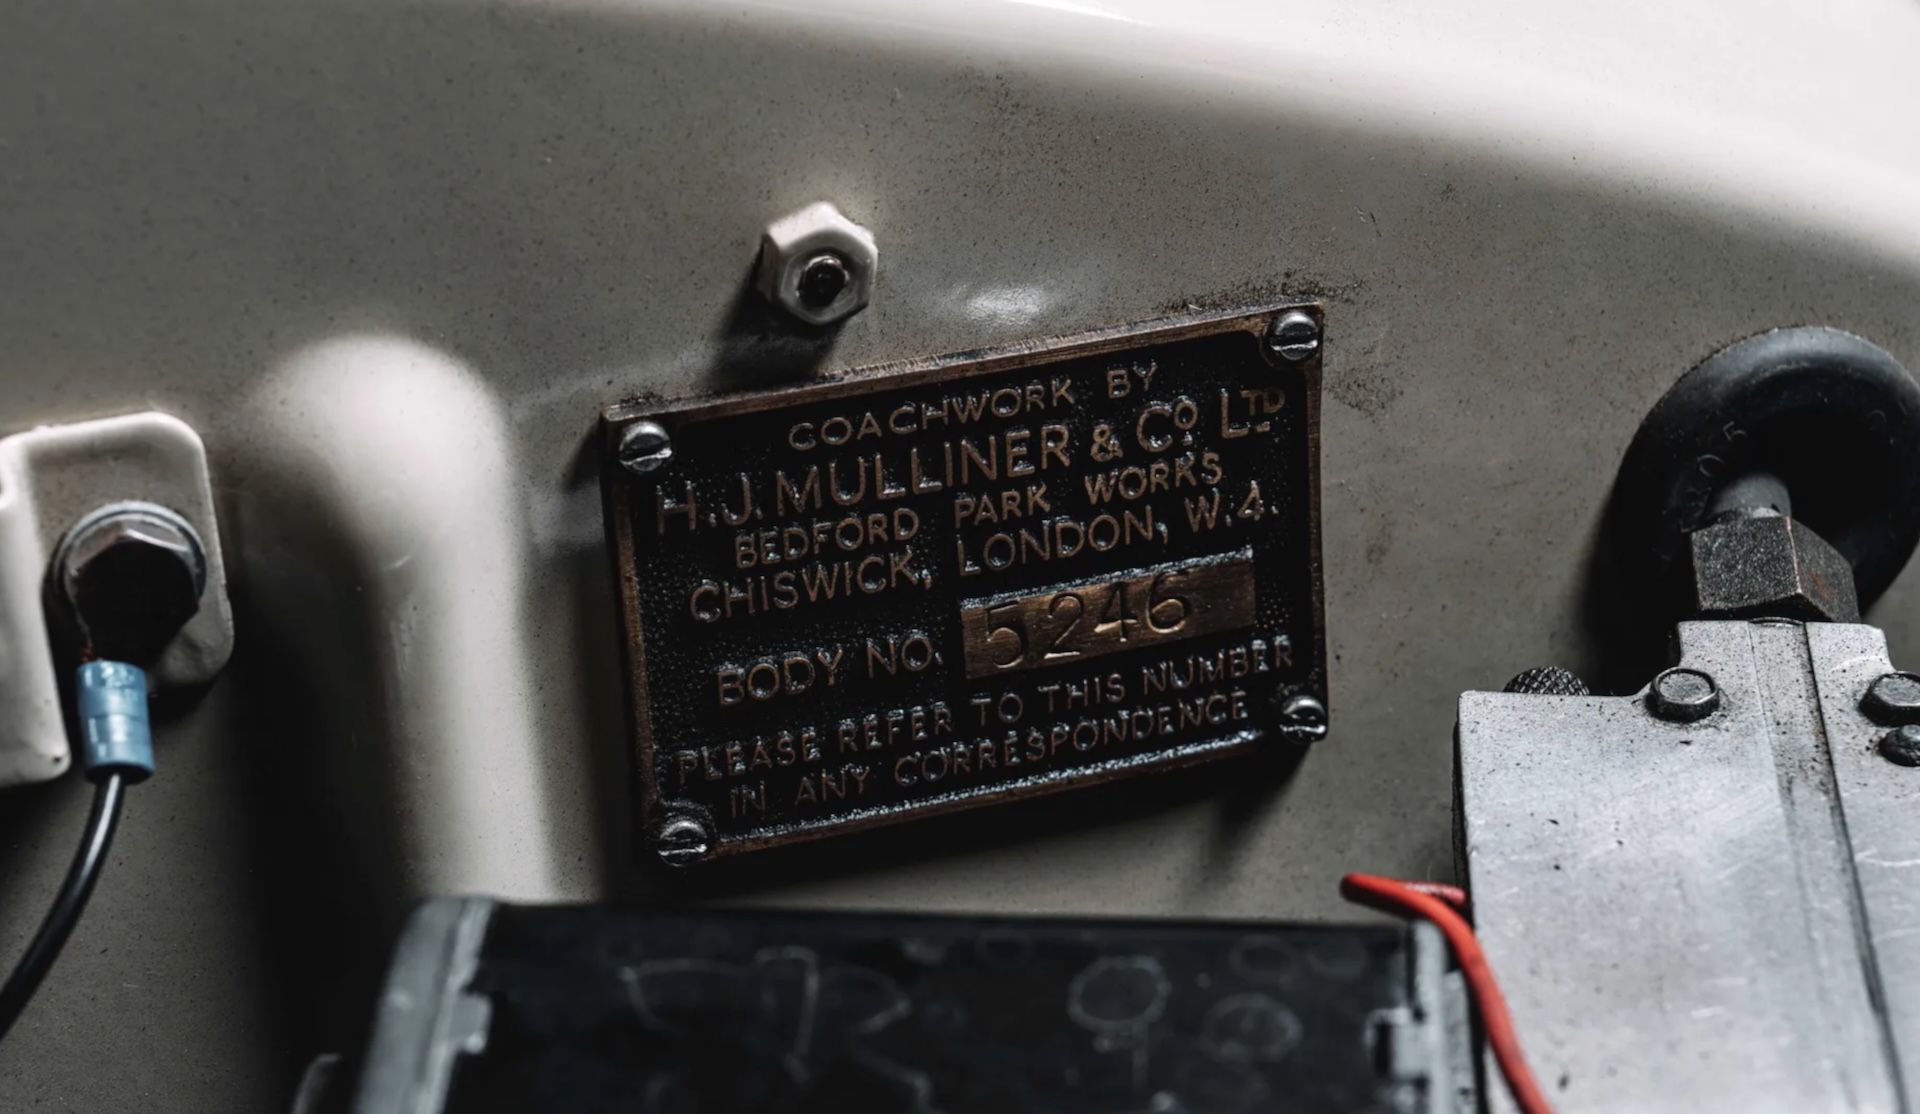 COACHWORK BY
H. J. MULLINER & Co LTD
BEDFORD PARK WORKS
CHISWICK, LONDON, W.4.
BODY NO. 5246
PLEASE REFER TO THIS NUMBER
IN ANY CORRESPONDENCE